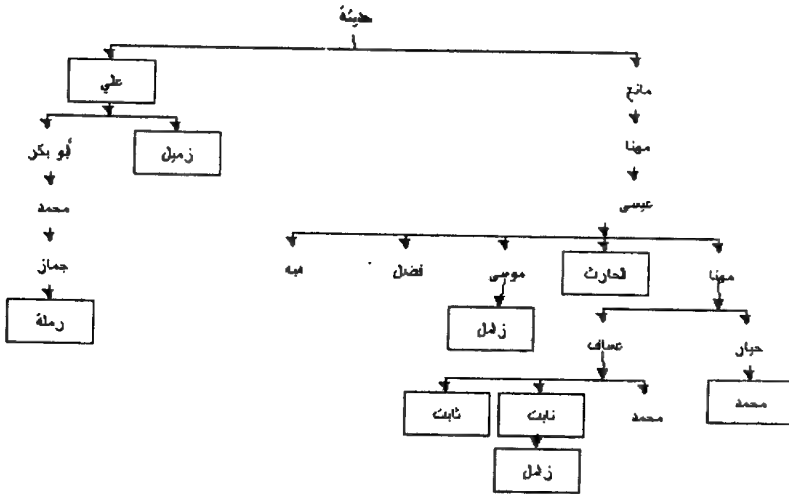 حديثة
علي
مانع
أبو بكر
زميل
مهنا
محمد
عيسى
جماز
هبه
فضل
موسى
الحارث
مهنا
رملة
زامل
عساف
حيار
ثابت
نابت
محمد
محمد
زامل